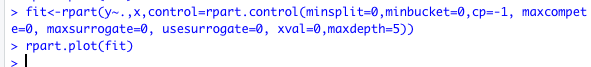 > fit<-rpart(y~.,x,control=rpart.control(minsplit=0,minbucket=0,cp=-1, maxcompet
e=0, maxsurrogate=0, usesurrogate=0, xval=0,maxdepth=5))
> rpart.plot(fit)
>